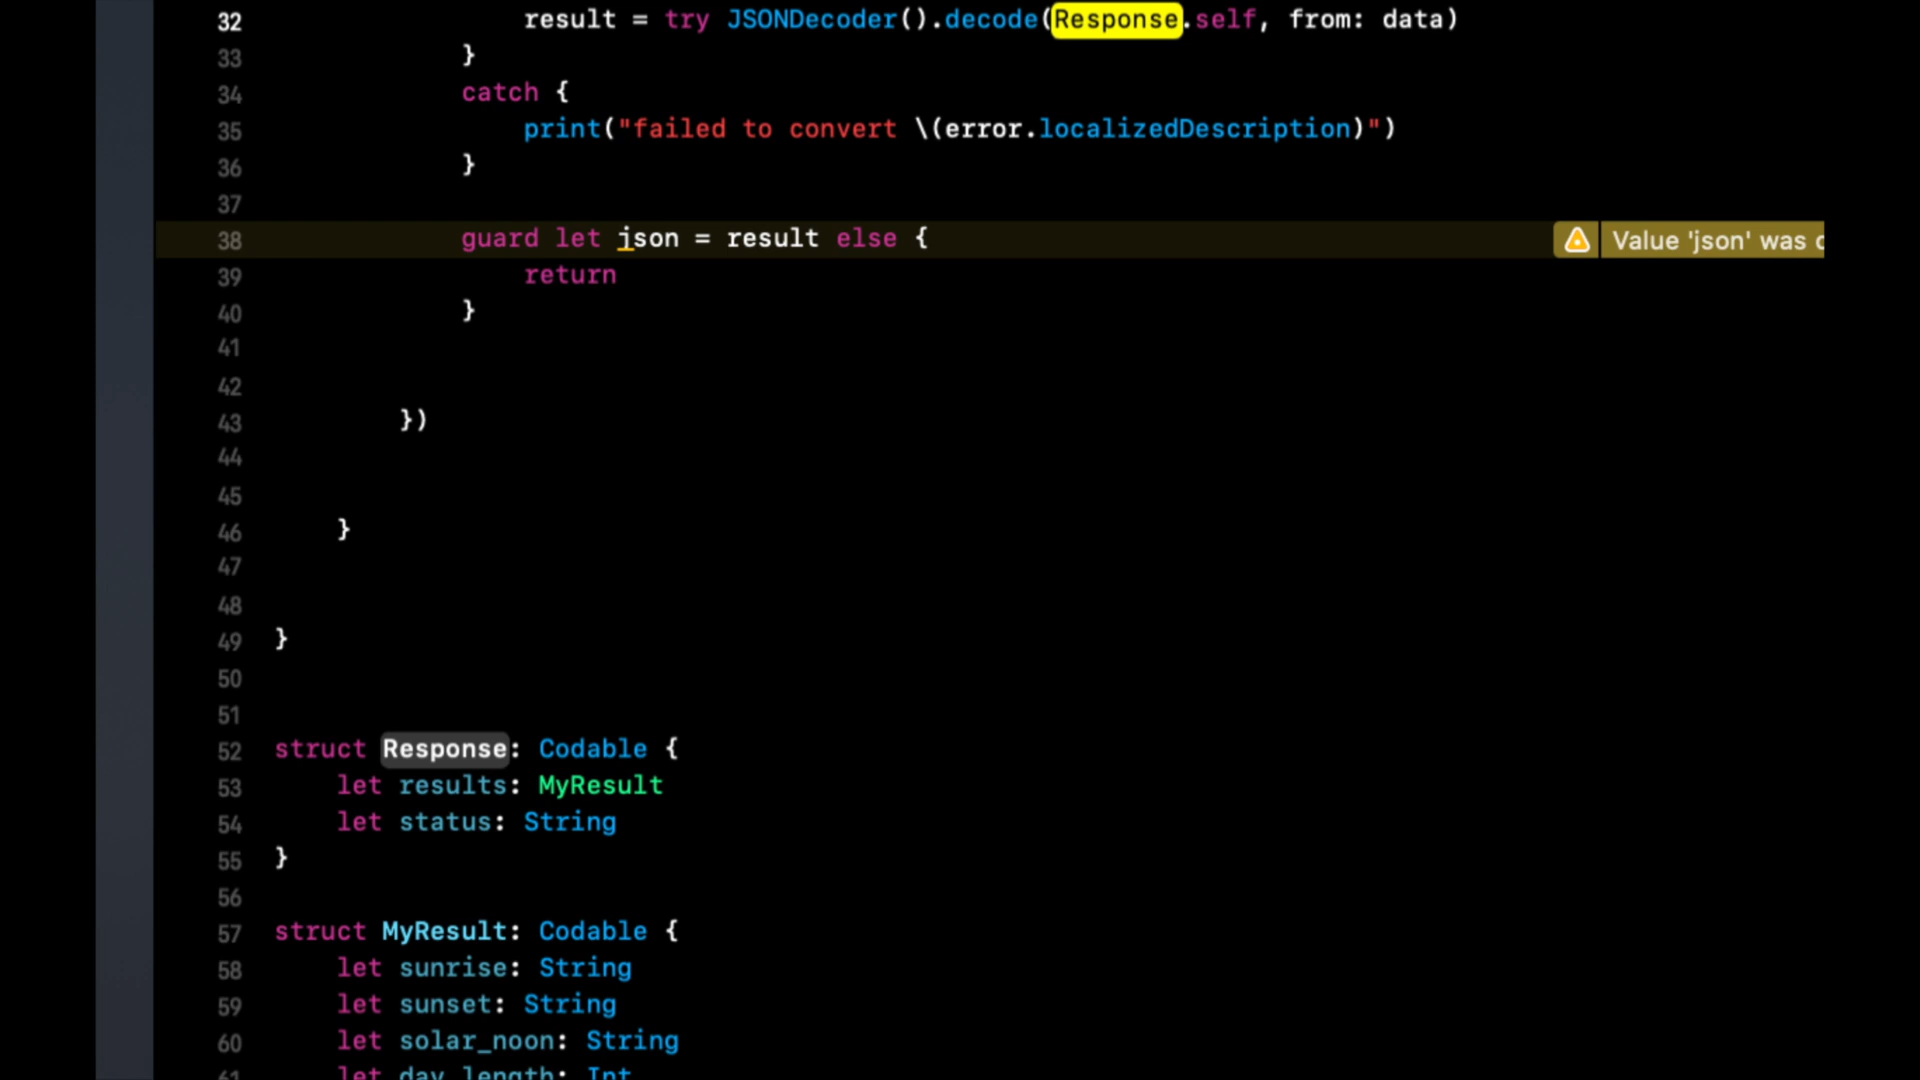 32 result = try JSONDecoder().decode(Response.self, from: data)
33 }
34 catch {
35 print("failed to convert \(error.localizedDescription)")
36 }
37
38 guard let json = result else { Value 'json' was
39 return
40 }
41
42
43 })
44
45
46 }
47
48
49 }
50
51
52 struct Response: Codable {
53 let results: MyResult
54 let status: String
55 }
56
57 struct MyResult: Codable {
58 let sunrise: String
59 let sunset: String
60 let solar_noon: String
61 let day_length: Int